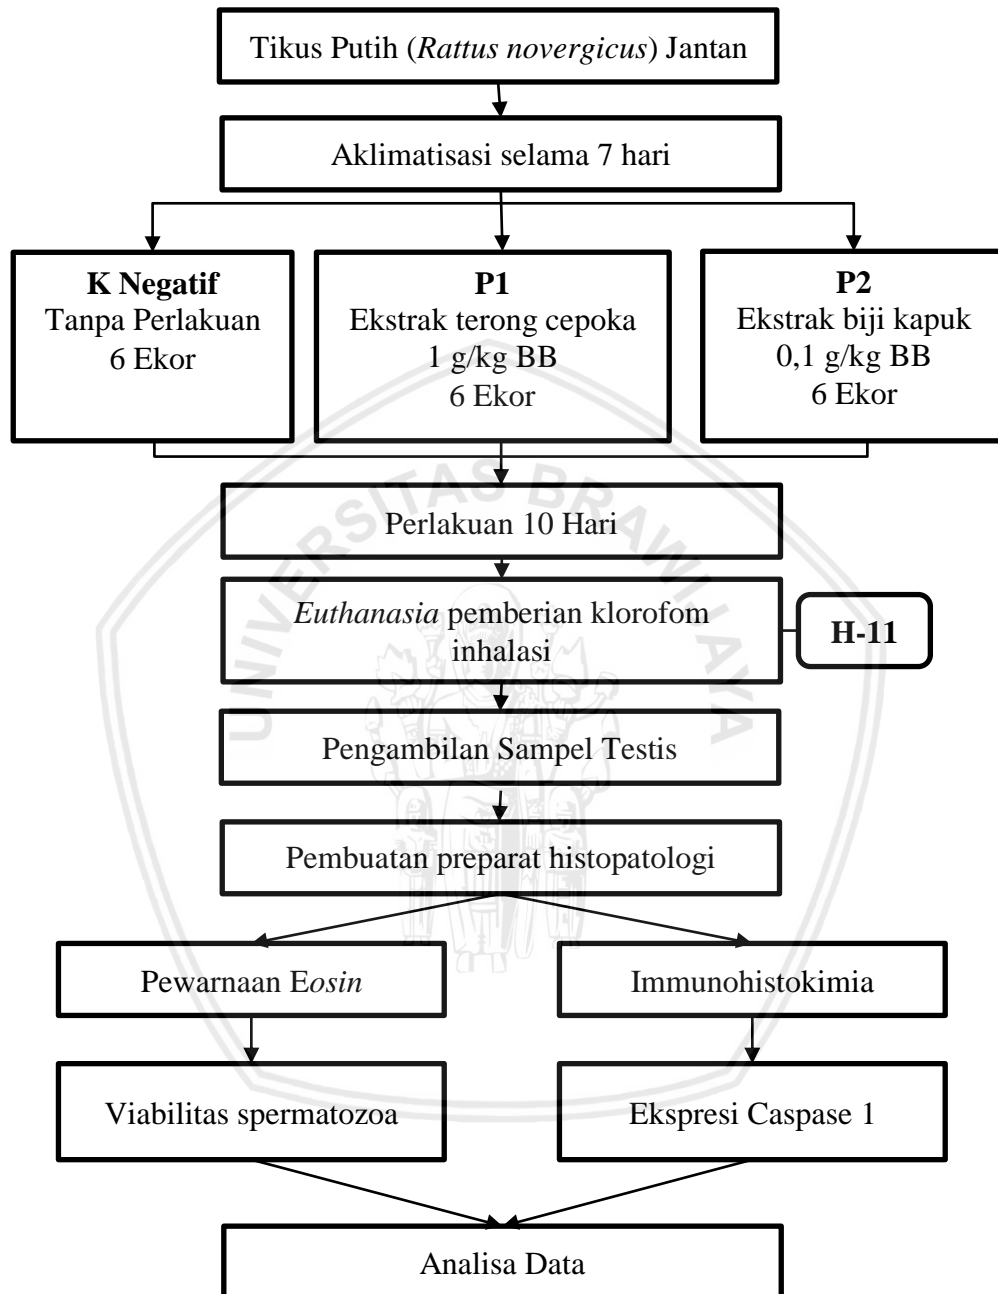 Tikus Putih (Rattus novergicus) Jantan
Aklimatisasi selama 7 hari
K Negatif
Tanpa Perlakuan
6 Ekor
P1
Ekstrak terong cepoka
1 g/kg BB
6 Ekor
P2
Ekstrak biji kapuk
0,1 g/kg BB
6 Ekor
UNIVERSITAS BRAWIJAYA
Perlakuan 10 Hari
Euthanasia pemberian klorofom
inhalasi
H-11
Pengambilan Sampel Testis
Pembuatan preparat histopatologi
Pewarnaan Eosin
Immunohistokimia
Viabilitas spermatozoa
Ekspresi Caspase 1
Analisa Data